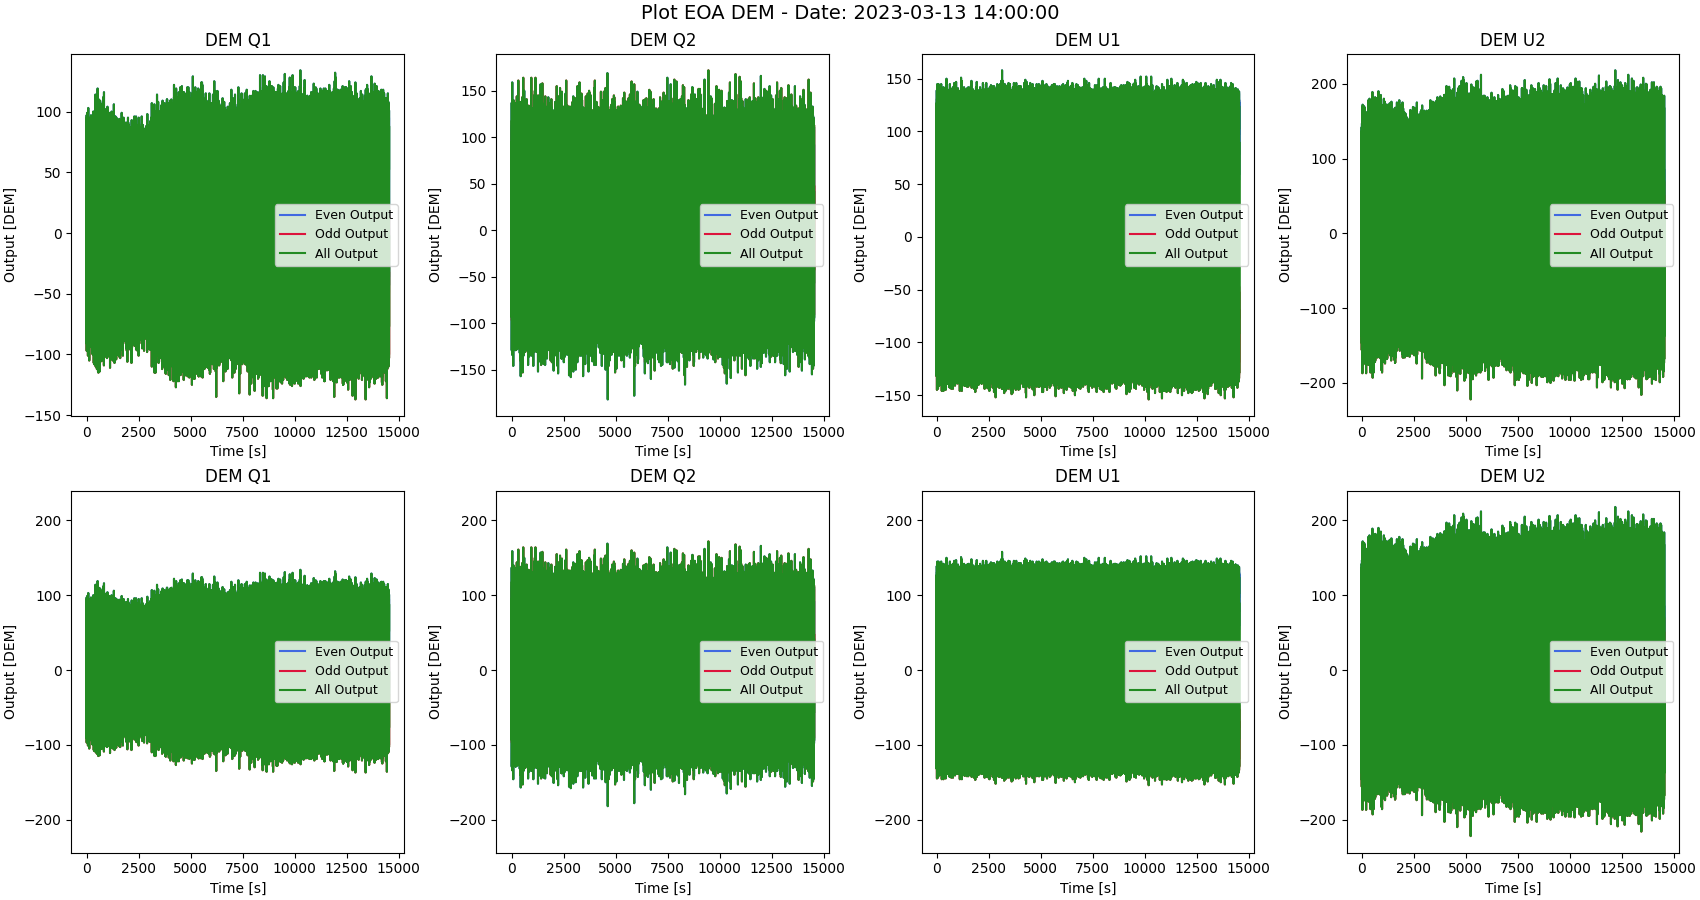 Plot EOA DEM - Date: 2023-03-13 14:00:00
DEM Q1
Output [DEM]
100
50
0
−50
−100
−150
Even Output
Odd Output
All Output
0 2500 5000 7500 10000 12500 15000
Time [s]
DEM Q2
Output [DEM]
150
100
50
0
−50
−100
−150
Even Output
Odd Output
All Output
0 2500 5000 7500 10000 12500 15000
Time [s]
DEM U1
Output [DEM]
150
100
50
0
−50
−100
−150
Even Output
Odd Output
All Output
0 2500 5000 7500 10000 12500 15000
Time [s]
DEM U2
Output [DEM]
200
100
0
−100
−200
Even Output
Odd Output
All Output
0 2500 5000 7500 10000 12500 15000
Time [s]
DEM Q1
Output [DEM]
200
100
0
−100
−200
Even Output
Odd Output
All Output
0 2500 5000 7500 10000 12500 15000
Time [s]
DEM Q2
Output [DEM]
200
100
0
−100
−200
Even Output
Odd Output
All Output
0 2500 5000 7500 10000 12500 15000
Time [s]
DEM U1
Output [DEM]
200
100
0
−100
−200
Even Output
Odd Output
All Output
0 2500 5000 7500 10000 12500 15000
Time [s]
DEM U2
Output [DEM]
200
100
0
−100
−200
Even Output
Odd Output
All Output
0 2500 5000 7500 10000 12500 15000
Time [s]